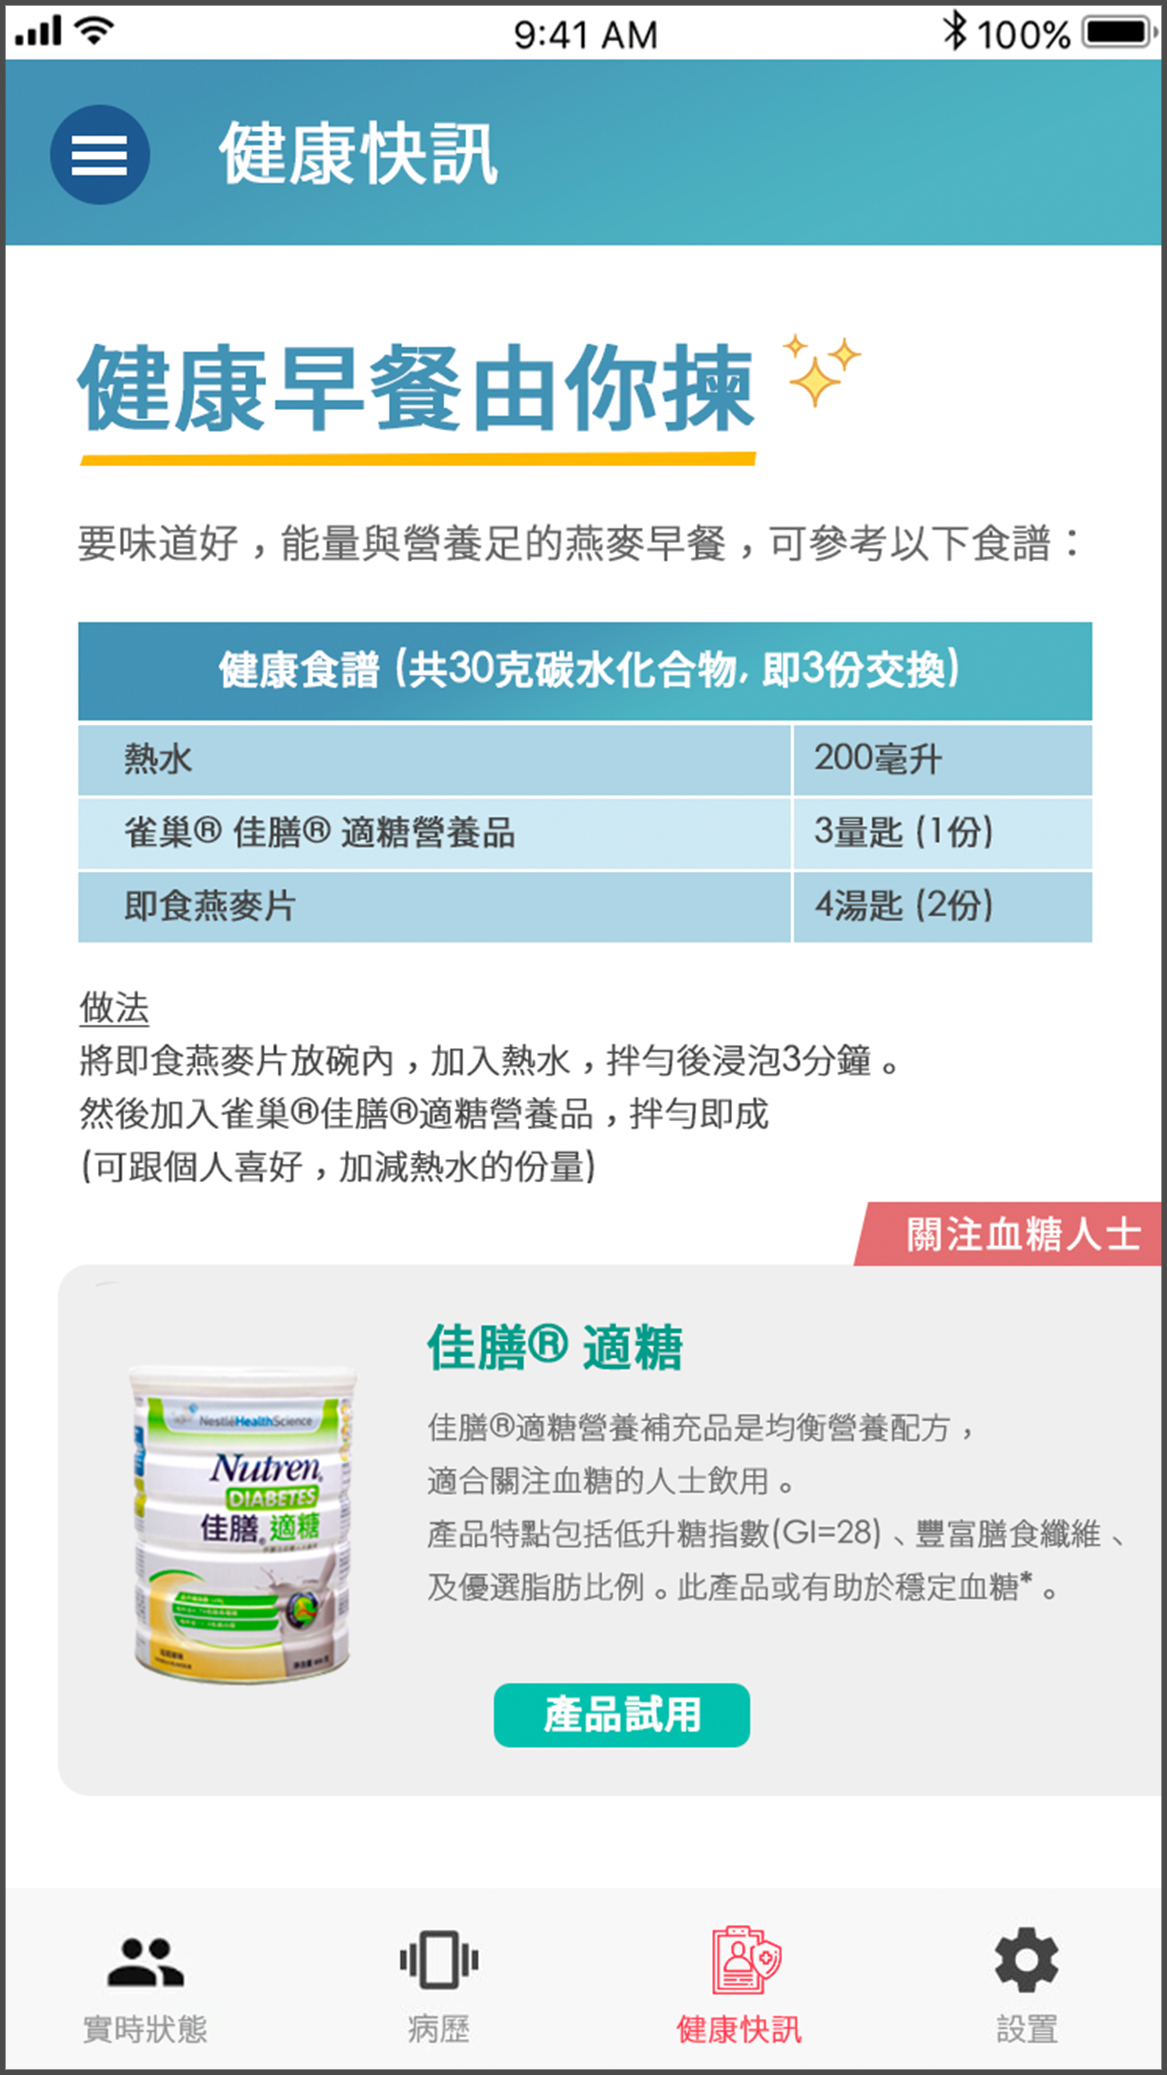 9:41 AM
100%
健康快訊
健康早餐由你揀
要味道好，能量與營養足的燕麥早餐，可參考以下食譜：
健康食譜 (共30克碳水化合物, 即3份交換)
熱水 200毫升
雀巢® 佳膳® 適糖營養品 3量匙 (1份)
即食燕麥片 4湯匙 (2份)
做法
將即食燕麥片放碗內，加入熱水，拌勻後浸泡3分鐘。
然後加入雀巢®佳膳®適糖營養品，拌勻即成
(可跟個人喜好，加減熱水的份量)
關注血糖人士
佳膳® 適糖
佳膳®適糖營養補充品是均衡營養配方，
適合關注血糖的人士飲用。
產品特點包括低升糖指數(GI=28)、豐富膳食纖維、
及優選脂肪比例。此產品或有助於穩定血糖*。
NestléHealthScience
Nutren®
DIABETES
佳膳® 適糖
產品試用
實時狀態
病歷
健康快訊
設置